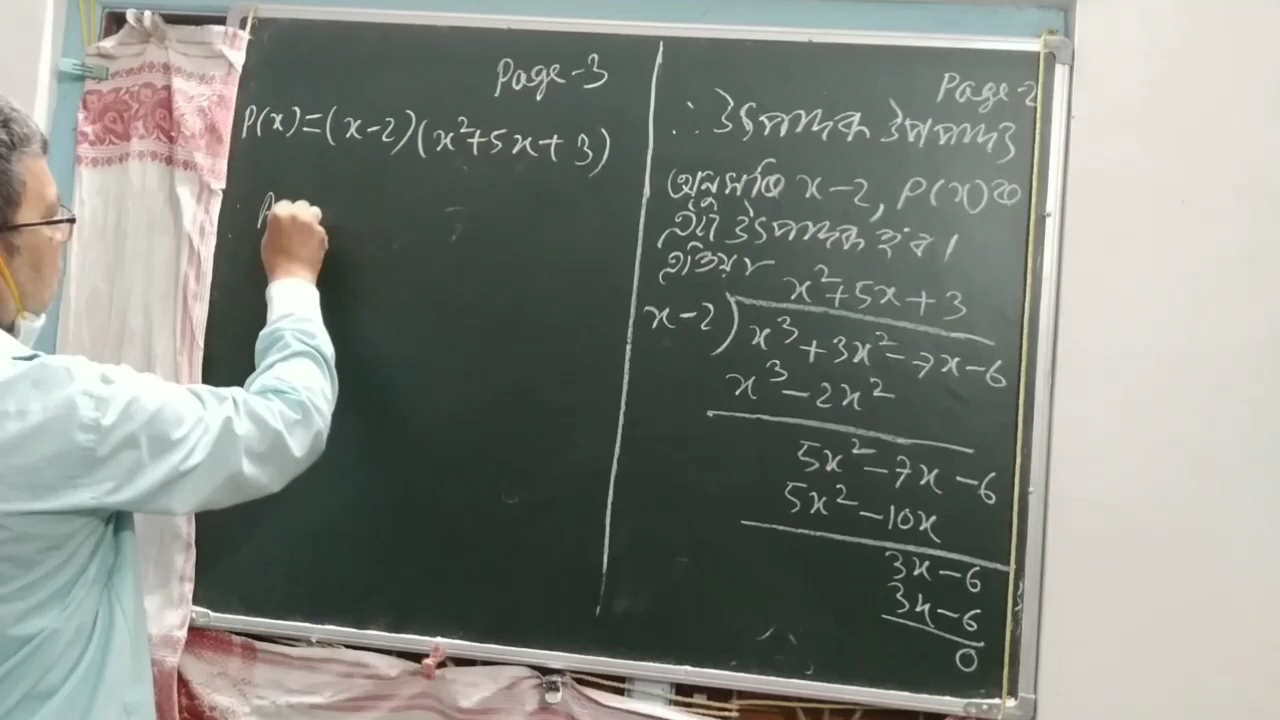 Page-3
P(x)=(x-2)(x²+5x+3)
P
Page-2
∴ উৎপাদক উপপাদ্য
অনুযায়ী x-2, P(x)ৰ
এটা উৎপাদক হ'ব।
এতিয়া
x²+5x+3
x-2)x³+3x²-7x-6
x³-2x²
5x²-7x-6
5x²-10x
3x-6
3x-6
0